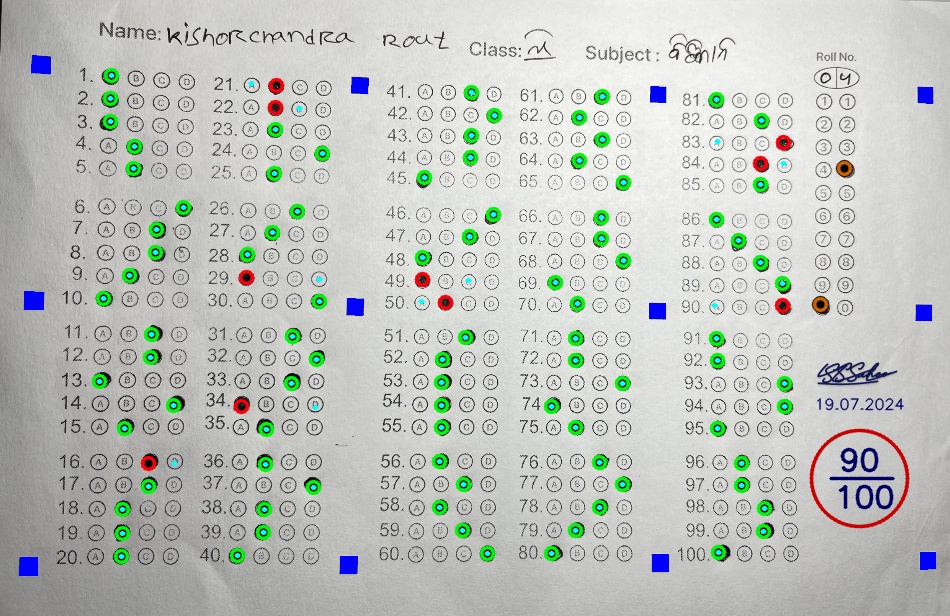 Name: Kishorchandra Rout Class: Subject:
1. B C D
2. B C D
3. B C D
4. A C D
5. A C D
6. A B C
7. A B D
8. A B D
9. A C D
10. B C D
11. A B D
12. A B D
13. B C D
14. A B C
15. A C D
16. A B
17. A B D
18. A C D
19. A C D
20. A C D
21. C D
22. A D
23. A C D
24. A B C
25. A C D
26. A B D
27. A C D
28. B C D
29. B C
30. A B C
31. A B D
32. A B C
33. A B D
34. B C D
35. A C D
36. A C D
37. A B C
38. A C D
39. A C D
40. B C D
41. A B D
42. A B C
43. A B D
44. A B D
45. B C D
46. A B C
47. A B D
48. B C D
49. B D
50. C D
51. A B D
52. A C D
53. A C D
54. A C D
55. A C D
56. A C D
57. A B D
58. A C D
59. A B D
60. A B C
61. A B D
62. A C D
63. A B D
64. A C D
65. A B C
66. A B D
67. A B D
68. A B C
69. B C D
70. A C D
71. A C D
72. A C D
73. A B C
74. B C D
75. A C D
76. A B D
77. A B C
78. A B D
79. A C D
80. B C D
81. B C D
82. A B D
83. B C
84. A B
85. A B D
86. B C D
87. A C D
88. A B D
89. A B C
90. B C
91. B C D
92. B C D
93. A B C
94. A B C
95. B C D
96. A C D
97. A C D
98. A B D
99. A B D
100. B C D
Roll No.
0 4
1 1
2 2
3 3
4
5 5
6 6
7 7
8 8
9 9
0
19.07.2024
90
100